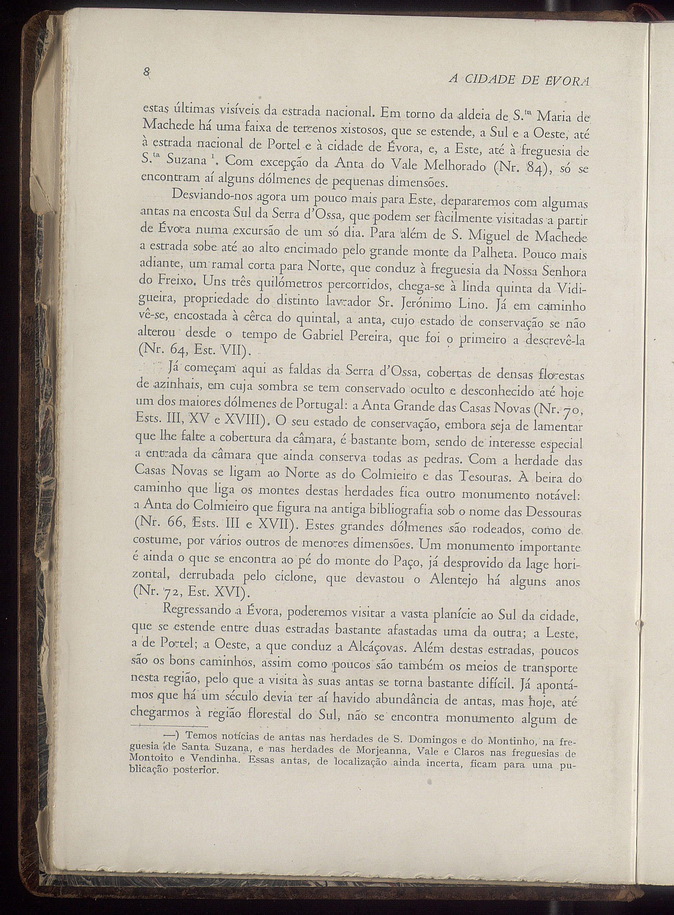 8
A CIDADE DE ÉVORA
estas últimas visíveis da estrada nacional. Em torno da aldeia de S.ta Maria de
Machede há uma faixa de terrenos xistosos, que se estende, a Sul e a Oeste, até
à estrada nacional de Portel e à cidade de Évora, e, a Este, até à freguesia de
S.ta Suzana ¹. Com excepção da Anta do Vale Melhorado (Nr. 84), só se
encontram aí alguns dólmenes de pequenas dimensões.
Desviando-nos agora um pouco mais para Este, depararemos com algumas
antas na encosta Sul da Serra d'Ossa, que podem ser fàcilmente visitadas a partir
de Évora numa excursão de um só dia. Para além de S. Miguel de Machede
a estrada sobe até ao alto encimado pelo grande monte da Palheta. Pouco mais
adiante, um ramal corta para Norte, que conduz à freguesia da Nossa Senhora
do Freixo. Uns três quilómetros percorridos, chega-se à linda quinta da Vidi-
gueira, propriedade do distinto lavrador Sr. Jerónimo Lino. Já em caminho
vê-se, encostada à cêrca do quintal, a anta, cujo estado de conservação se não
alterou desde o tempo de Gabriel Pereira, que foi o primeiro a descrevê-la
(Nr. 64, Est. VII).
Já começam aqui as faldas da Serra d'Ossa, cobertas de densas florestas
de azinhais, em cuja sombra se tem conservado oculto e desconhecido até hoje
um dos maiores dólmenes de Portugal: a Anta Grande das Casas Novas (Nr. 70,
Ests. III, XV e XVIII). O seu estado de conservação, embora seja de lamentar
que lhe falte a cobertura da câmara, é bastante bom, sendo de interesse especial
a entrada da câmara que ainda conserva todas as pedras. Com a herdade das
Casas Novas se ligam ao Norte as do Colmieiro e das Tesouras. À beira do
caminho que liga os montes destas herdades fica outro monumento notável:
a Anta do Colmieiro que figura na antiga bibliografia sob o nome das Dessouras
(Nr. 66, Ests. III e XVII). Estes grandes dólmenes são rodeados, como de
costume, por vários outros de menores dimensões. Um monumento importante
é ainda o que se encontra ao pé do monte do Paço, já desprovido da lage hori-
zontal, derrubada pelo ciclone, que devastou o Alentejo há alguns anos
(Nr. 72, Est. XVI).
Regressando a Évora, poderemos visitar a vasta planície ao Sul da cidade,
que se estende entre duas estradas bastante afastadas uma da outra; a Leste,
a de Portel; a Oeste, a que conduz a Alcáçovas. Além destas estradas, poucos
são os bons caminhos, assim como poucos são também os meios de transporte
nesta região, pelo que a visita às suas antas se torna bastante difícil. Já apontá-
mos que há um século devia ter aí havido abundância de antas, mas hoje, até
chegarmos à região florestal do Sul, não se encontra monumento algum de
—) Temos notícias de antas nas herdades de S. Domingos e do Montinho, na fre-
guesia de Santa Suzana, e nas herdades de Morjeanna, Vale e Claros nas freguesias de
Montoito e Vendinha. Essas antas, de localização ainda incerta, ficam para uma pu-
blicação posterior.